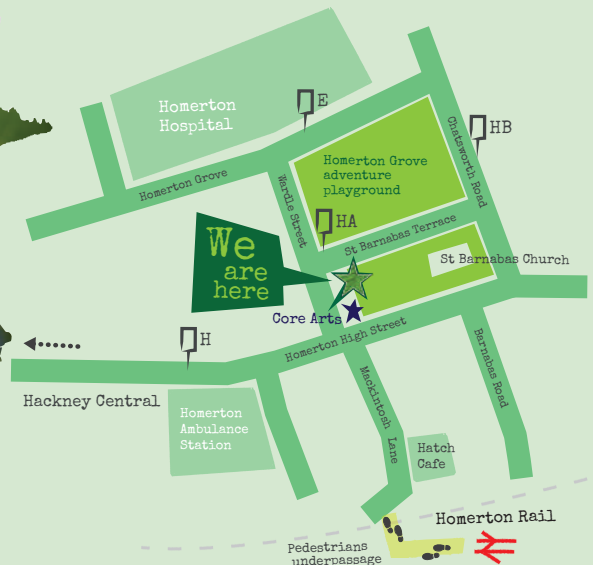 Homerton
Hospital
E
HB
Chatsworth Road
Homerton Grove
adventure
playground
Homerton Grove
Wardle Street
HA
St Barnabas Terrace
We
are
here
St Barnabas Church
Core Arts
H
Homerton High Street
Hackney Central
Homerton
Ambulance
Station
Mackintosh Lane
Barnabas Road
Hatch
Cafe
Homerton Rail
Pedestrians
underpassage